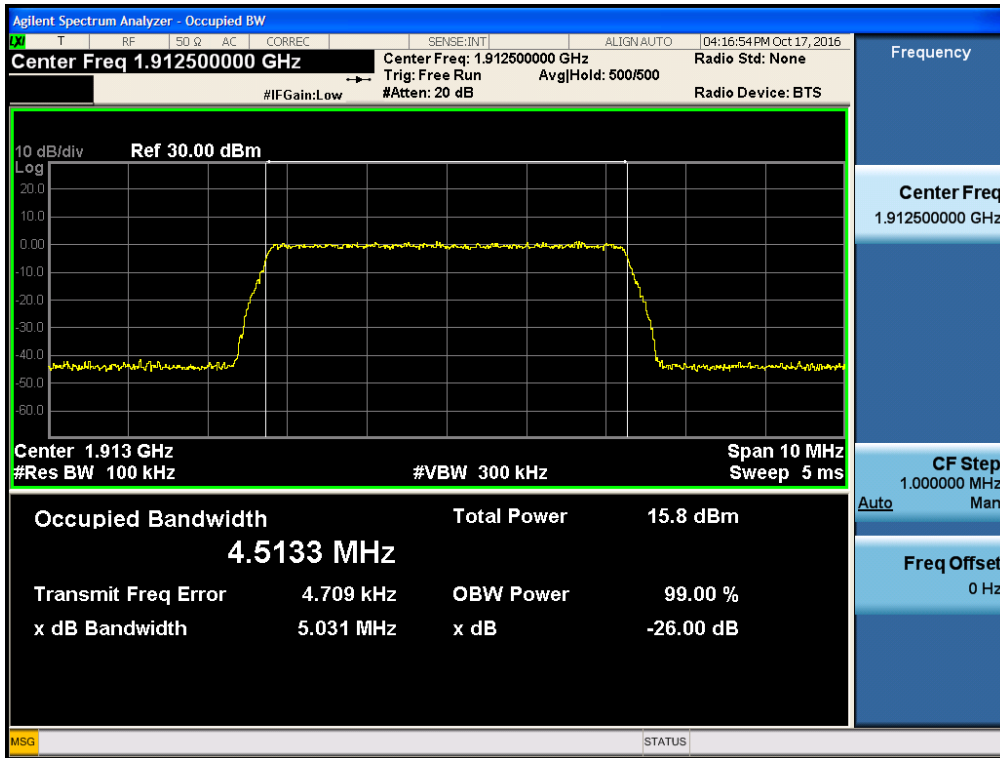 Agilent Spectrum Analyzer - Occupied BW
LXI T RF 50 Ω AC CORREC SENSE:INT ALIGN AUTO 04:16:54 PM Oct 17, 2016
Center Freq 1.912500000 GHz
Center Freq: 1.912500000 GHz
Radio Std: None
Trig: Free Run Avg|Hold: 500/500
#IFGain:Low
#Atten: 20 dB
Radio Device: BTS
Frequency
10 dB/div Ref 30.00 dBm
Log
20.0
10.0
0.00
-10.0
-20.0
-30.0
-40.0
-50.0
-60.0
Center 1.913 GHz Span 10 MHz
#Res BW 100 kHz #VBW 300 kHz Sweep 5 ms
Center Freq
1.912500000 GHz
CF Step
1.000000 MHz
Auto Man
Freq Offset
0 Hz
Occupied Bandwidth Total Power 15.8 dBm
4.5133 MHz
Transmit Freq Error 4.709 kHz OBW Power 99.00 %
x dB Bandwidth 5.031 MHz x dB -26.00 dB
MSG STATUS